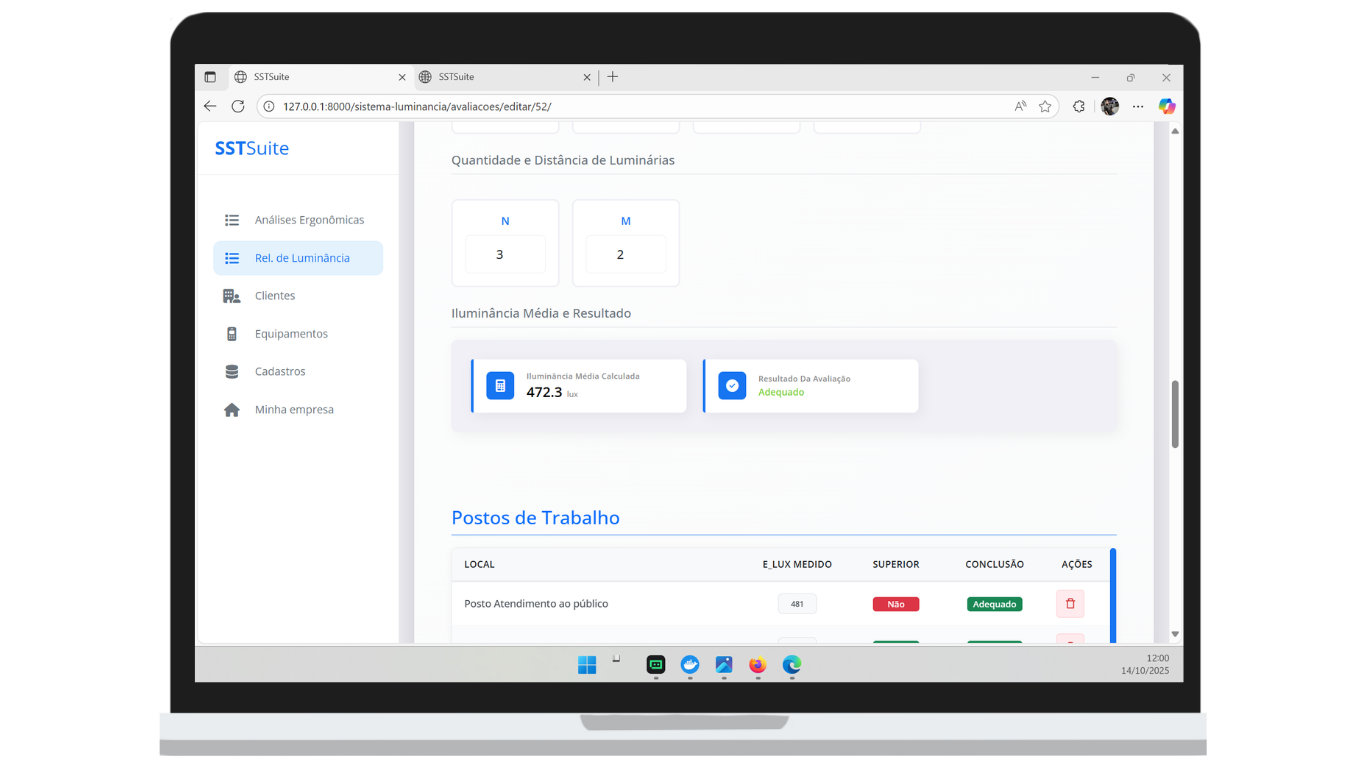 SSTSuite
SSTSuite
127.0.0.1:8000/sistema-luminancia/avaliacoes/editar/52/
SSTSuite
Análises Ergonômicas
Rel. de Luminância
Clientes
Equipamentos
Cadastros
Minha empresa
Quantidade e Distância de Luminárias
N
M
3
2
Iluminância Média e Resultado
Iluminância Média Calculada
472.3 lux
Resultado Da Avaliação
Adequado
Postos de Trabalho
LOCAL E_LUX MEDIDO SUPERIOR CONCLUSÃO AÇÕES
Posto Atendimento ao público 481 Não Adequado
12:00
14/10/2025